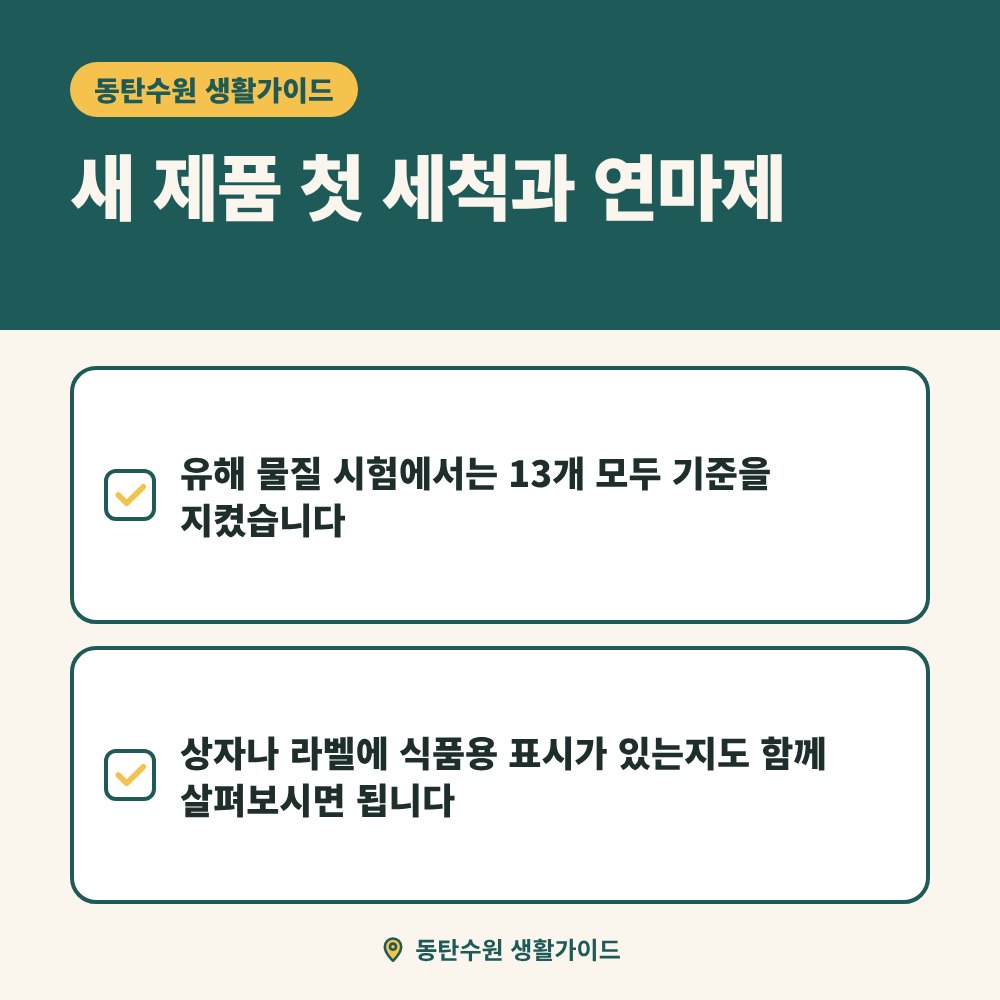 동탄수원 생활가이드
새 제품 첫 세척과 연마제
유해 물질 시험에서는 13개 모두 기준을
지켰습니다
상자나 라벨에 식품용 표시가 있는지도 함께
살펴보시면 됩니다
동탄수원 생활가이드